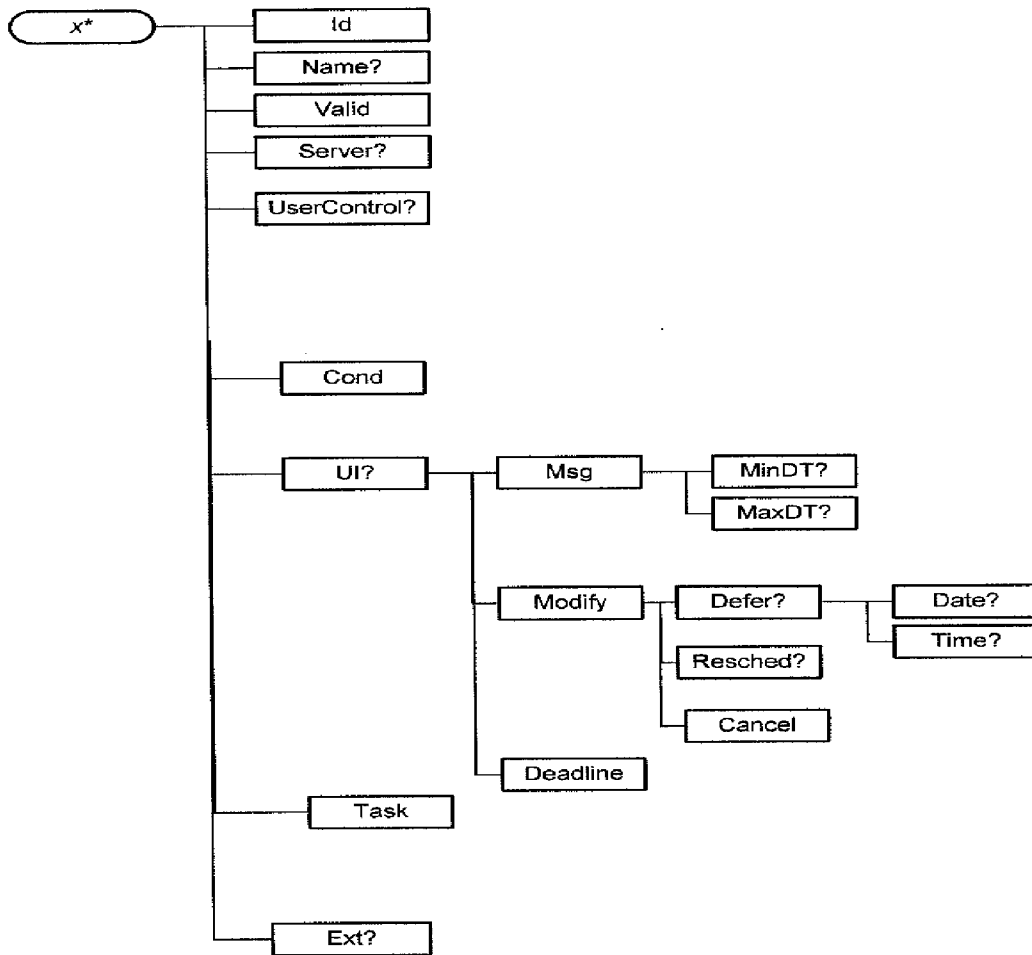 x*
Id
Name?
Valid
Server?
UserControl?
Cond
UI?
Msg
MinDT?
MaxDT?
Modify
Defer?
Date?
Time?
Resched?
Cancel
Deadline
Task
Ext?